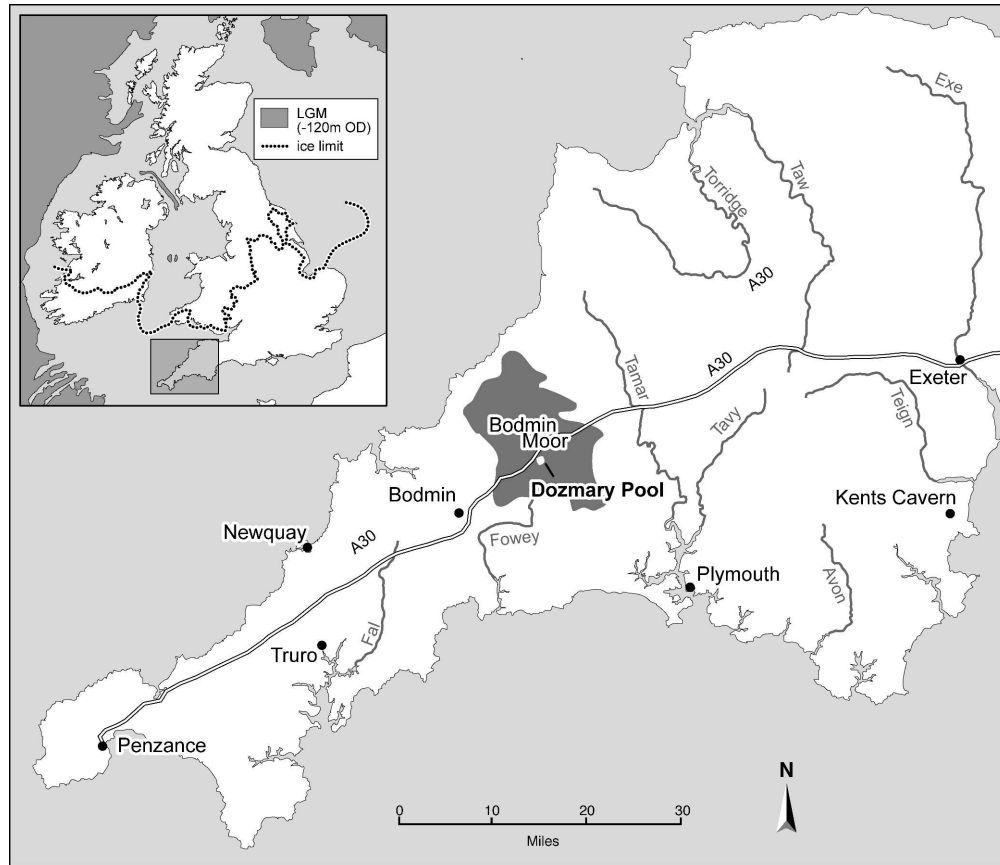 LGM
(-120m OD)
ice limit
Exe
Torridge
Taw
A30
Tamar
A30
Exeter
Tavy
Teign
Bodmin
Moor
Dozmary Pool
Bodmin
Kents Cavern
Newquay
A30
Fowey
Plymouth
Avon
Fal
Truro
Penzance
N
0 10 20 30
Miles